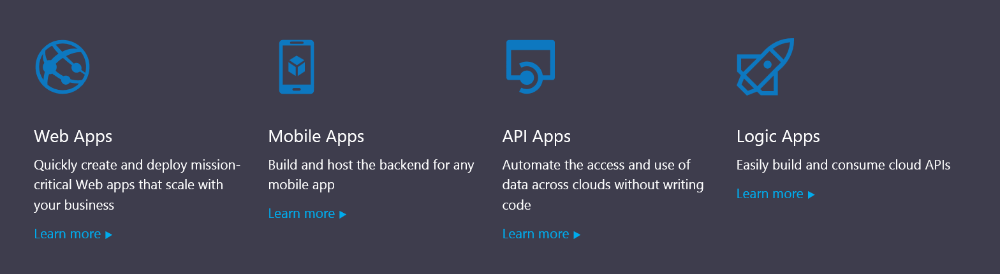 Web Apps
Quickly create and deploy mission-
critical Web apps that scale with
your business
Learn more
Mobile Apps
Build and host the backend for any
mobile app
Learn more
API Apps
Automate the access and use of
data across clouds without writing
code
Learn more
Logic Apps
Easily build and consume cloud APIs
Learn more